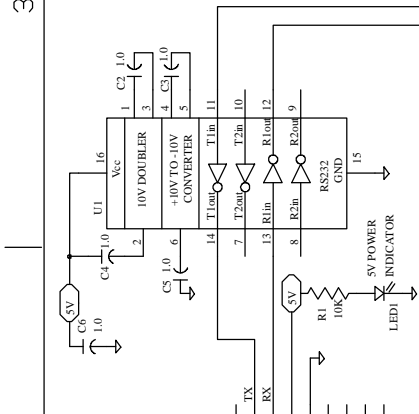 3
C2 1.0
C3 1.0
1
3
4
5
11
10
12
9
U1
16
Vcc
10V DOUBLER
+10V TO -10V
CONVERTER
T1in
T2in
R1out
R2out
T1out
T2out
R1in
R2in
RS232
GND
15
2
6
14
7
13
8
C4 1.0
C5 1.0
5V
C6
1.0
5V
R1
10K
5V POWER
INDICATOR
LED1
TX
RX